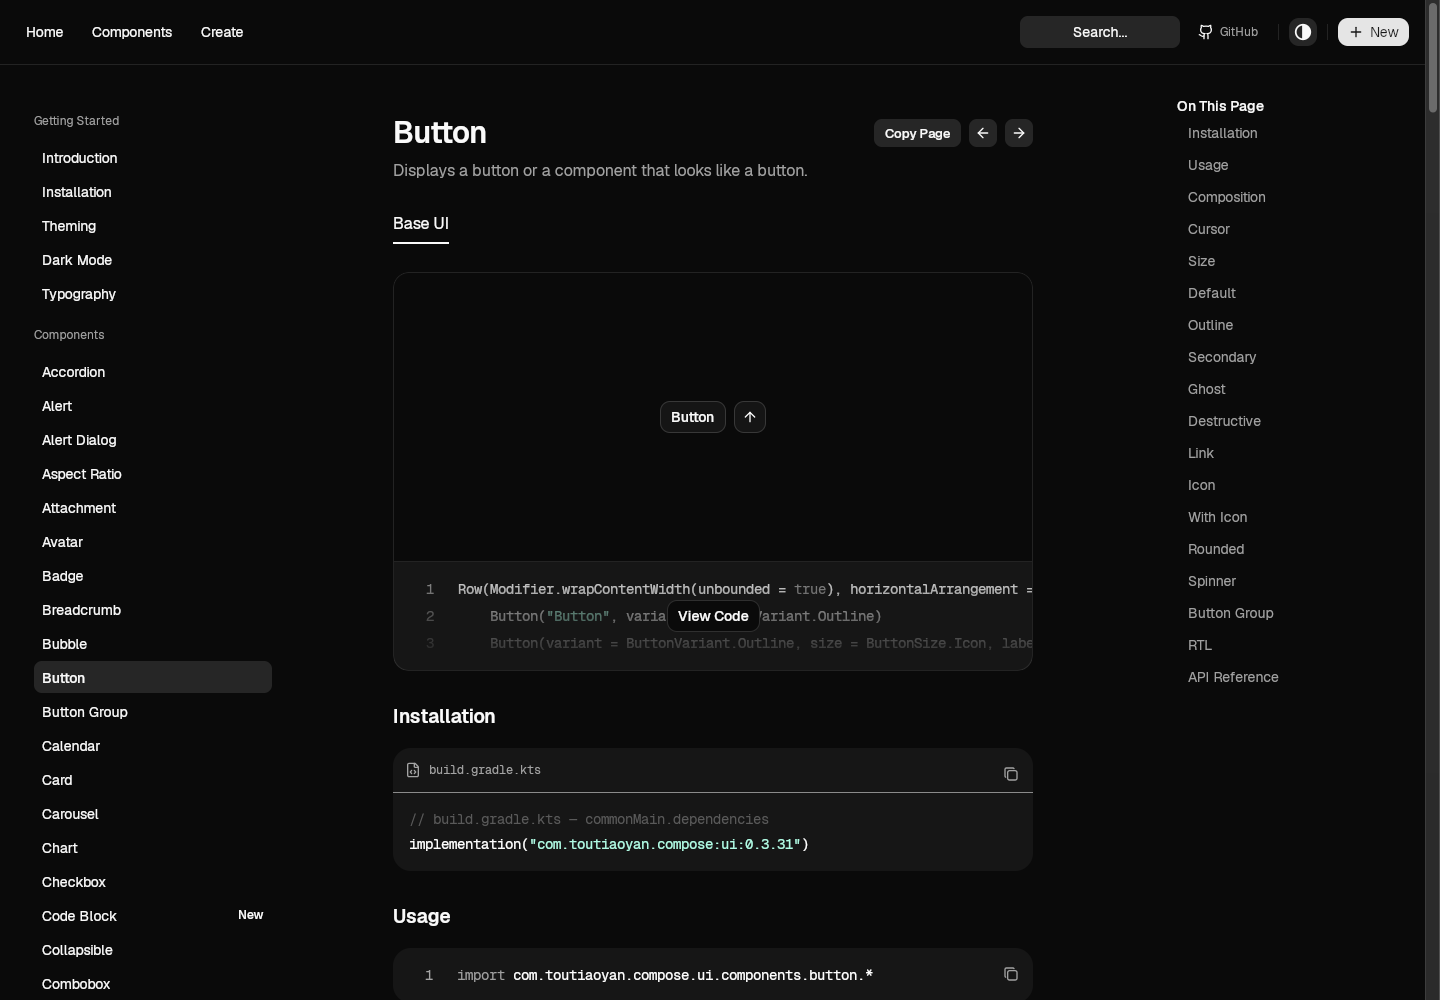 Home
Components
Create
Search...
GitHub
New
Getting Started
Introduction
Installation
Theming
Dark Mode
Typography
Components
Accordion
Alert
Alert Dialog
Aspect Ratio
Attachment
Avatar
Badge
Breadcrumb
Bubble
Button
Button Group
Calendar
Card
Carousel
Chart
Checkbox
Code Block New
Collapsible
Combobox
Button
Copy Page
Displays a button or a component that looks like a button.
Base UI
Button
1 Row(Modifier.wrapContentWidth(unbounded = true), horizontalArrangement =
2 Button("Button", varia
ariant.Outline)
View Code
3 Button(variant = ButtonVariant.Outline, size = ButtonSize.Icon, labe
Installation
build.gradle.kts
// build.gradle.kts — commonMain.dependencies
implementation("com.toutiaoyan.compose:ui:0.3.31")
Usage
1 import com.toutiaoyan.compose.ui.components.button.*
On This Page
Installation
Usage
Composition
Cursor
Size
Default
Outline
Secondary
Ghost
Destructive
Link
Icon
With Icon
Rounded
Spinner
Button Group
RTL
API Reference